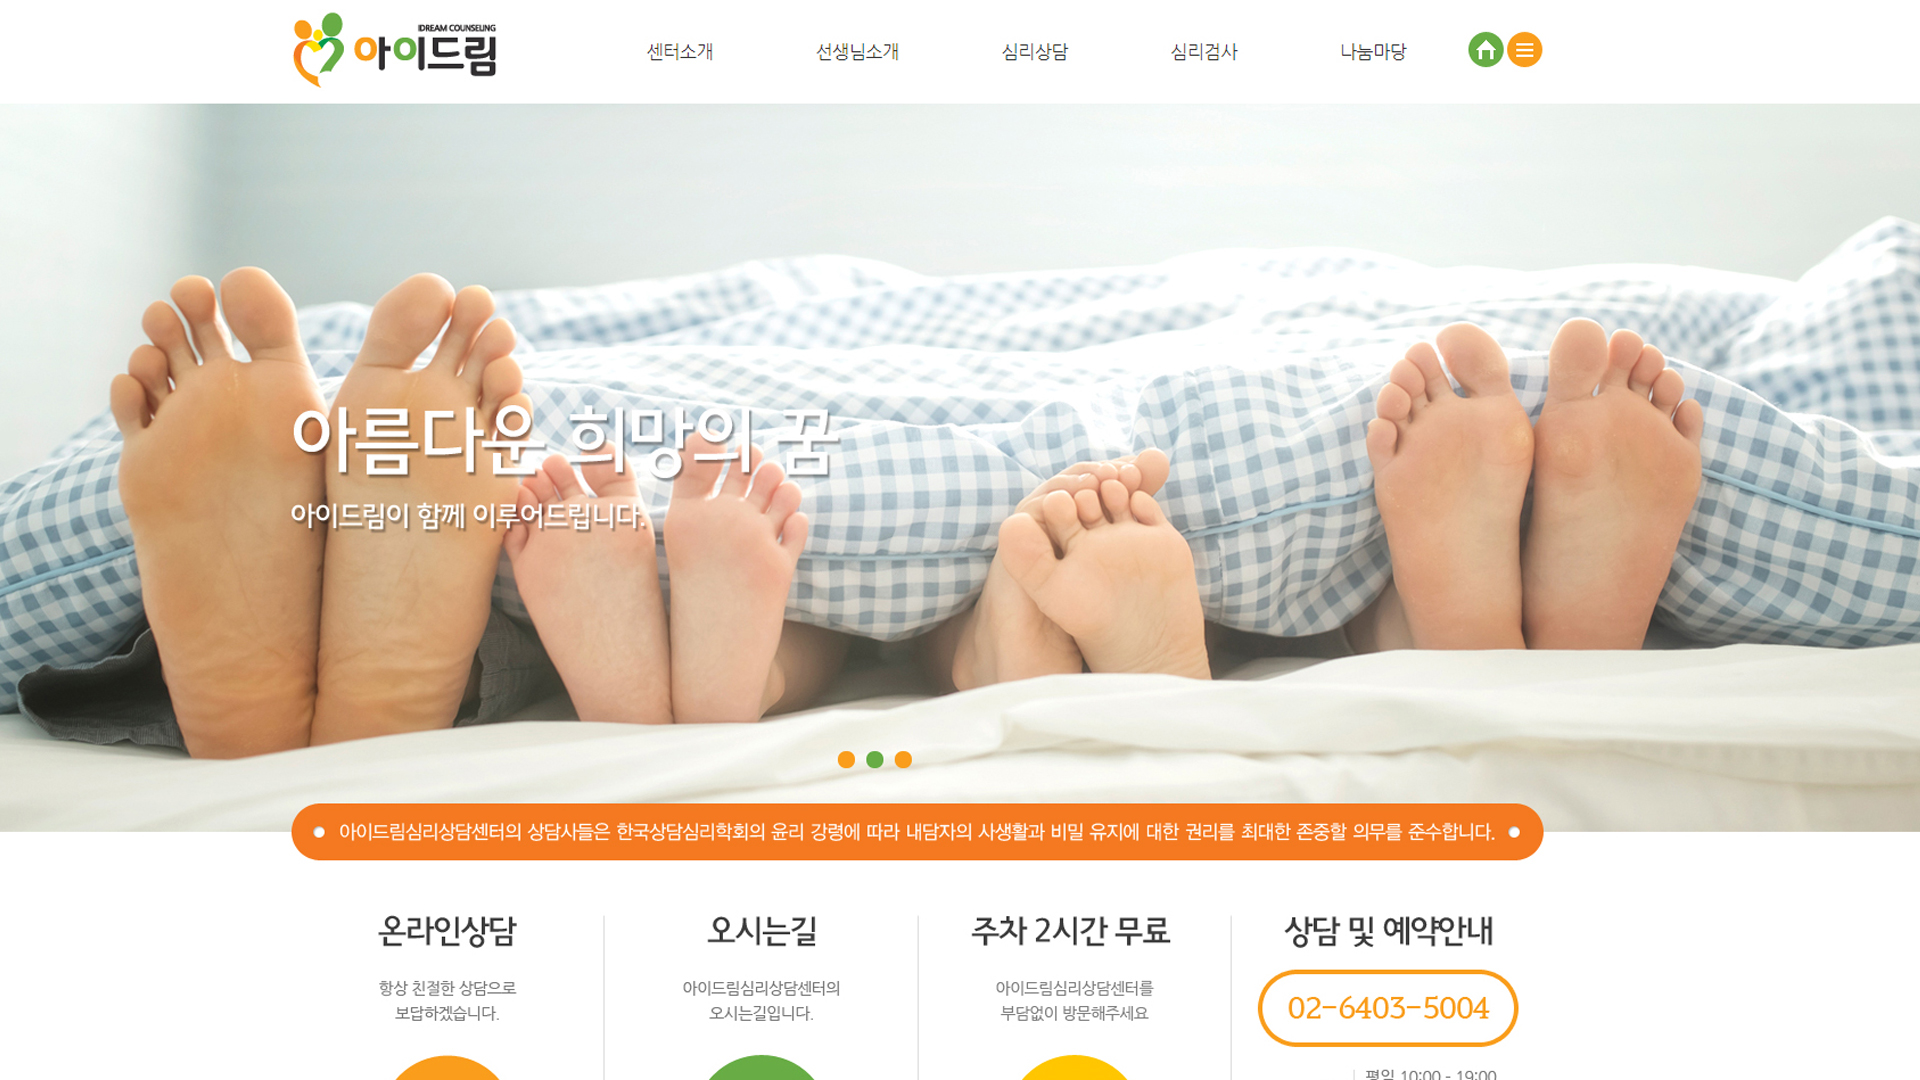 IDREAM COUNSELING
아이드림
센터소개
선생님소개
심리상담
심리검사
나눔마당
아름다운 희망의 꿈
아이드림이 함께 이루어드립니다.
아이드림심리상담센터의 상담사들은 한국상담심리학회의 윤리 강령에 따라 내담자의 사생활과 비밀 유지에 대한 권리를 최대한 존중할 의무를 준수합니다.
온라인상담
항상 친절한 상담으로
보답하겠습니다.
오시는길
아이드림심리상담센터의
오시는길입니다.
주차 2시간 무료
아이드림심리상담센터를
부담없이 방문해주세요
상담 및 예약안내
02-6403-5004
평일 10:00 - 19:00